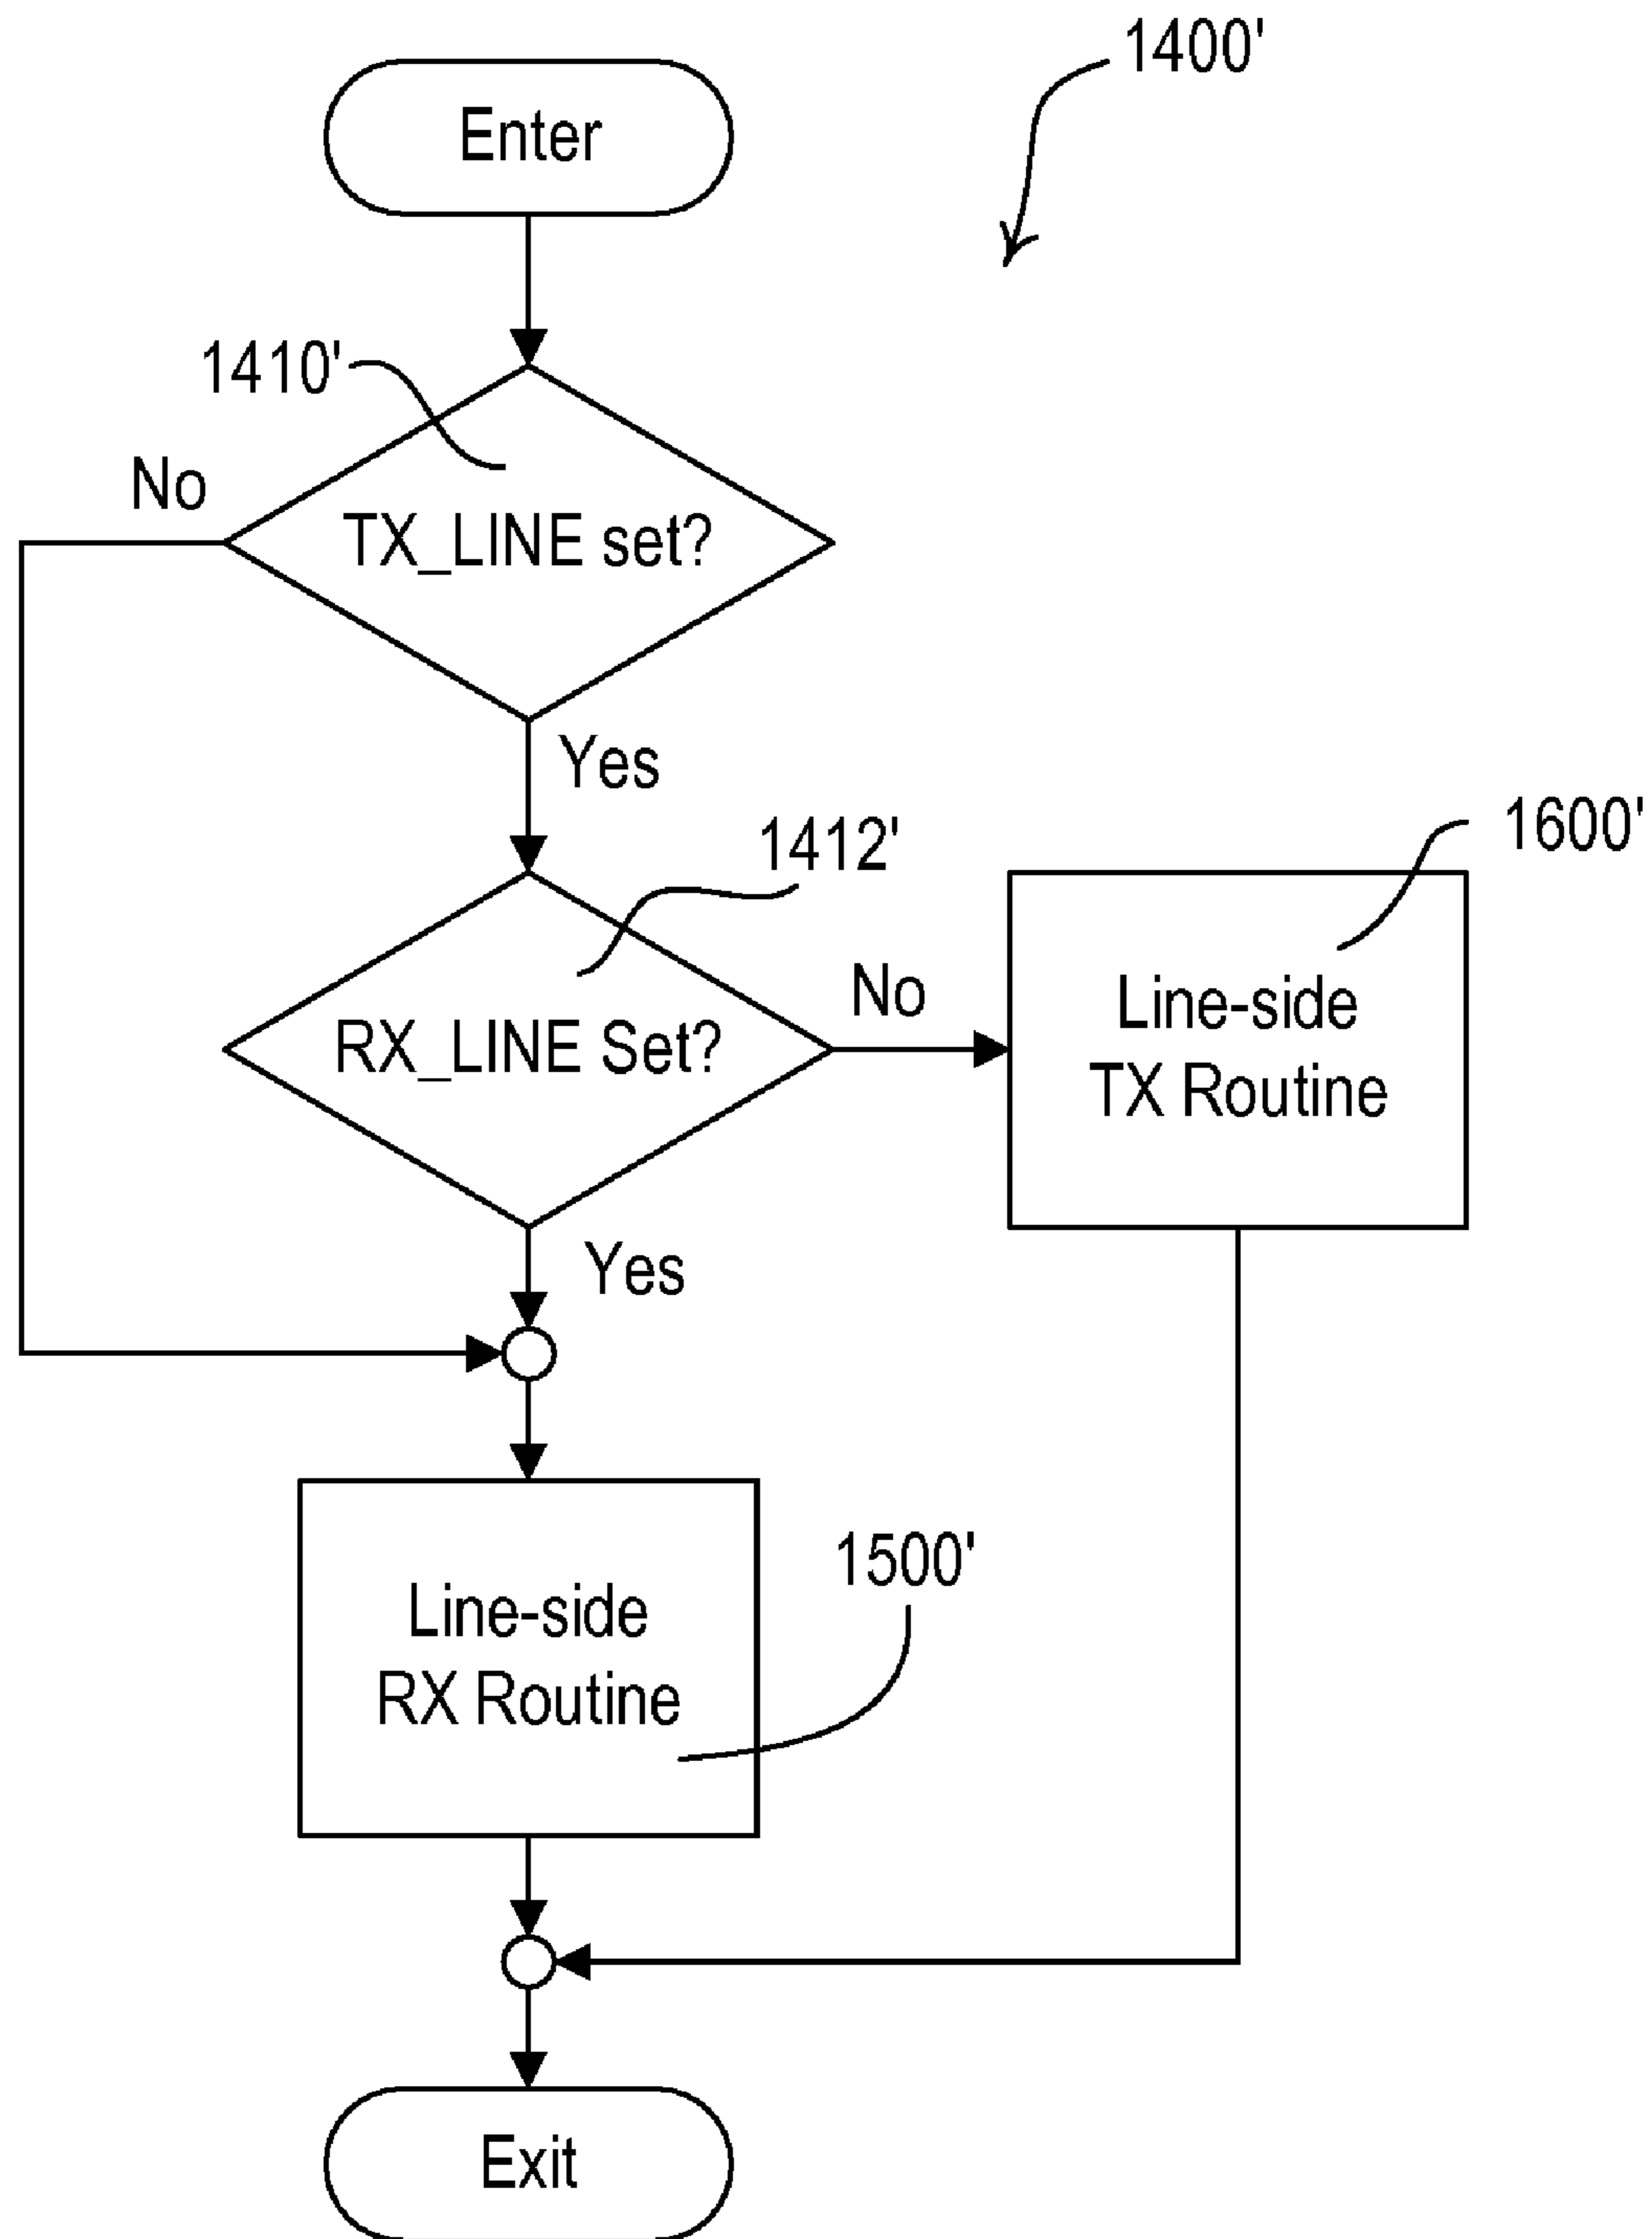 1400'
Enter
1410'
No
TX_LINE set?
Yes
1412'
1600'
RX_LINE Set?
No
Line-side
TX Routine
Yes
1500'
Line-side
RX Routine
Exit